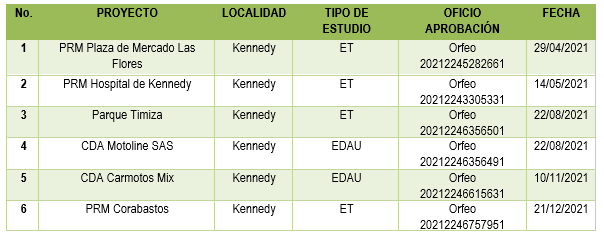 No. PROYECTO LOCALIDAD TIPO DE ESTUDIO OFICIO APROBACIÓN FECHA
1 PRM Plaza de Mercado Las Flores Kennedy ET Orfeo 20212245282661 29/04/2021
2 PRM Hospital de Kennedy Kennedy ET Orfeo 20212243305331 14/05/2021
3 Parque Timiza Kennedy ET Orfeo 20212246356501 22/08/2021
4 CDA Motoline SAS Kennedy EDAU Orfeo 20212246356491 22/08/2021
5 CDA Carmotos Mix Kennedy EDAU Orfeo 20212246615631 10/11/2021
6 PRM Corabastos Kennedy ET Orfeo 20212246757951 21/12/2021